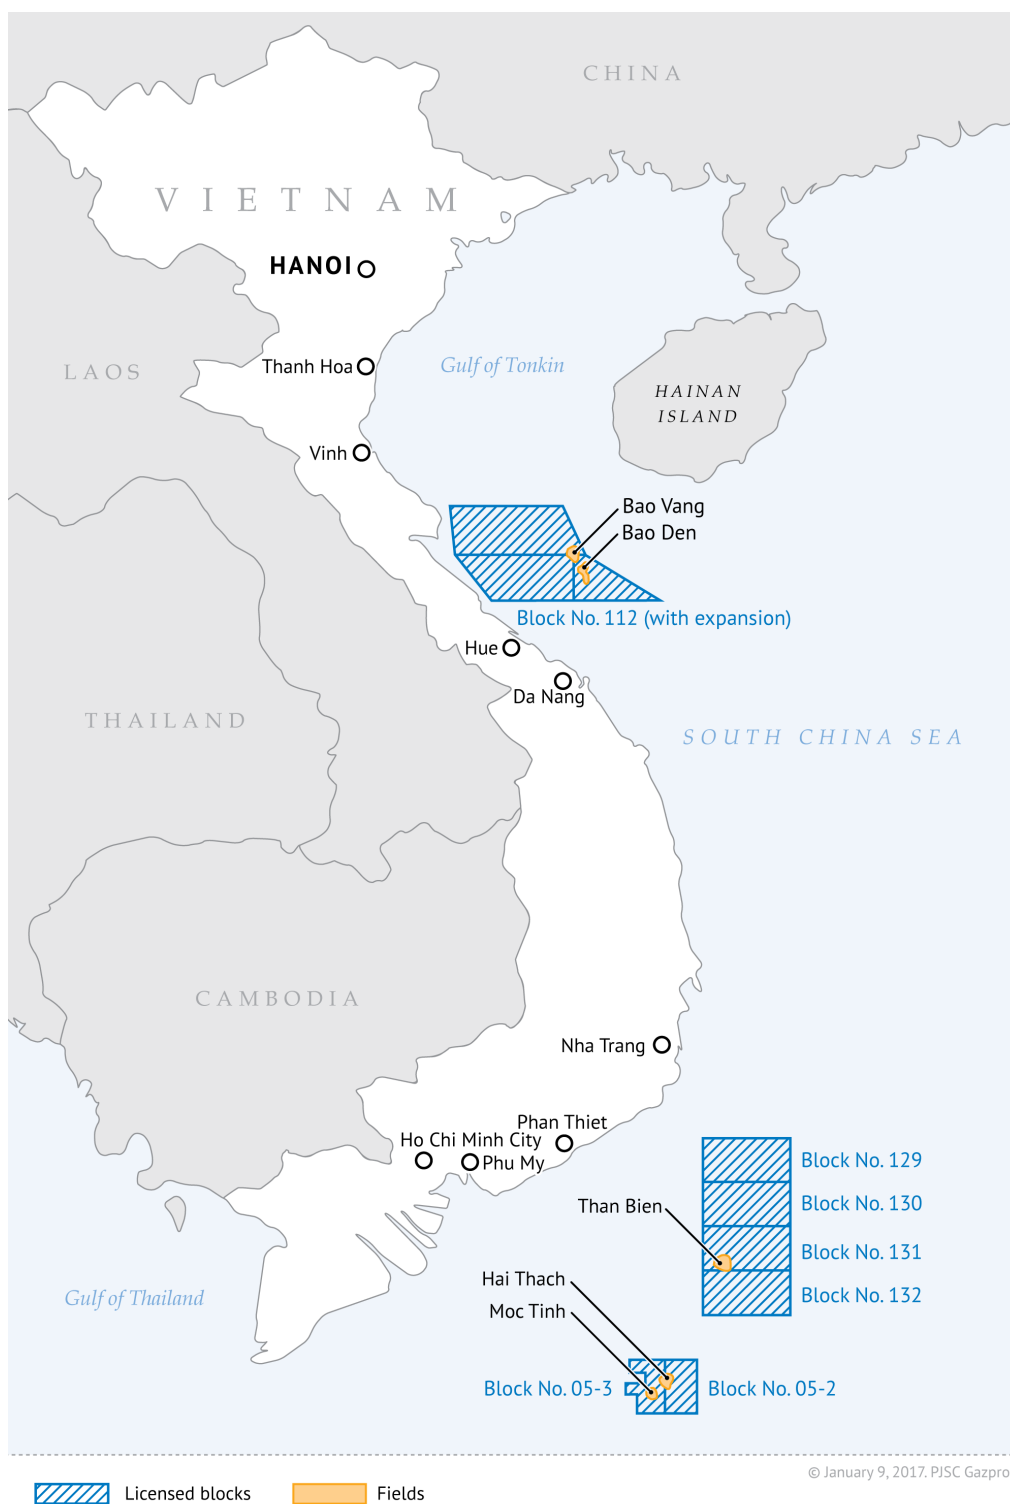 CHINA
VIETNAM
HANOI
LAOS
Thanh Hoa
Gulf of Tonkin
HAINAN
ISLAND
Vinh
Bao Vang
Bao Den
Block No. 112 (with expansion)
Hue
Da Nang
THAILAND
SOUTH CHINA SEA
CAMBODIA
Nha Trang
Phan Thiet
Ho Chi Minh City
Phu My
Block No. 129
Block No. 130
Than Bien
Block No. 131
Hai Thach
Block No. 132
Gulf of Thailand
Moc Tinh
Block No. 05-3
Block No. 05-2
© January 9, 2017. PJSC Gazpro
Licensed blocks
Fields